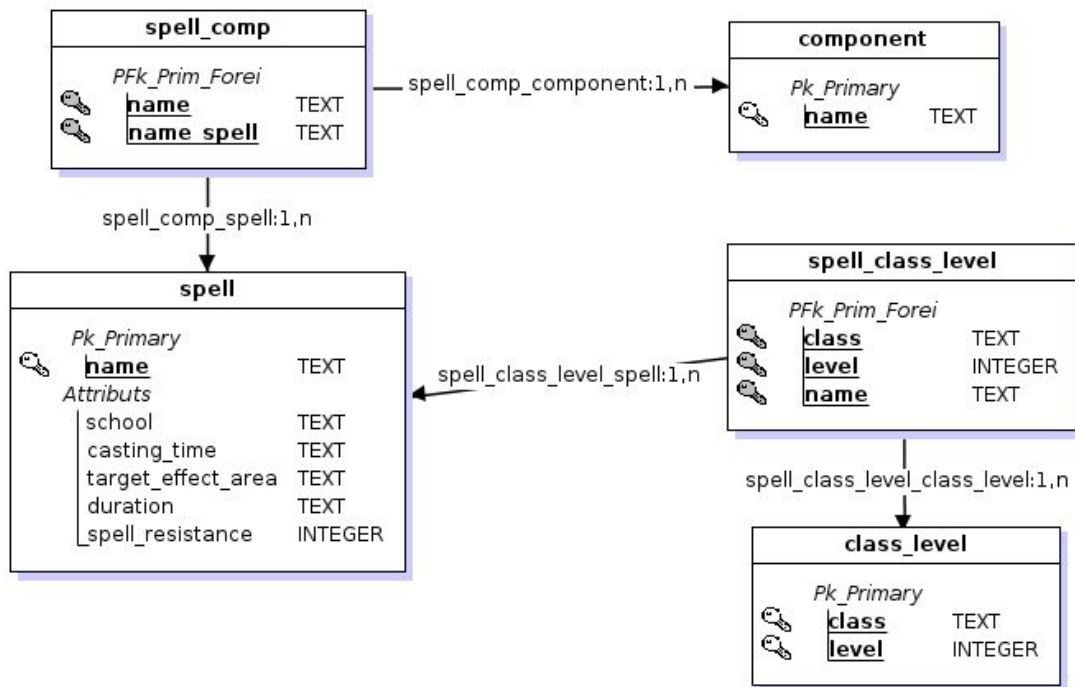 spell_comp
PFk_Prim_Forei
name TEXT
name_spell TEXT
spell_comp_component:1,n
component
Pk_Primary
name TEXT
spell_comp_spell:1,n
spell
Pk_Primary
name TEXT
Attributs
school TEXT
casting_time TEXT
target_effect_area TEXT
duration TEXT
spell_resistance INTEGER
spell_class_level_spell:1,n
spell_class_level
PFk_Prim_Forei
class TEXT
level INTEGER
name TEXT
spell_class_level_class_level:1,n
class_level
Pk_Primary
class TEXT
level INTEGER